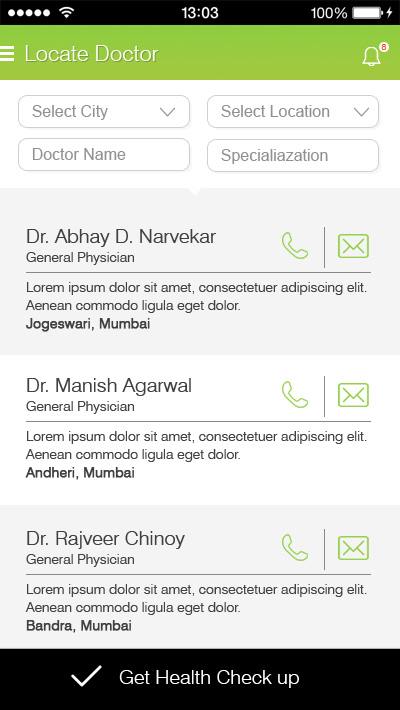 13:03 100%
Locate Doctor 8
Select City Select Location
Doctor Name Specialiazation
Dr. Abhay D. Narvekar
General Physician
Lorem ipsum dolor sit amet, consectetuer adipiscing elit.
Aenean commodo ligula eget dolor.
Jogeswari, Mumbai
Dr. Manish Agarwal
General Physician
Lorem ipsum dolor sit amet, consectetuer adipiscing elit.
Aenean commodo ligula eget dolor.
Andheri, Mumbai
Dr. Rajveer Chinoy
General Physician
Lorem ipsum dolor sit amet, consectetuer adipiscing elit.
Aenean commodo ligula eget dolor.
Bandra, Mumbai
Get Health Check up